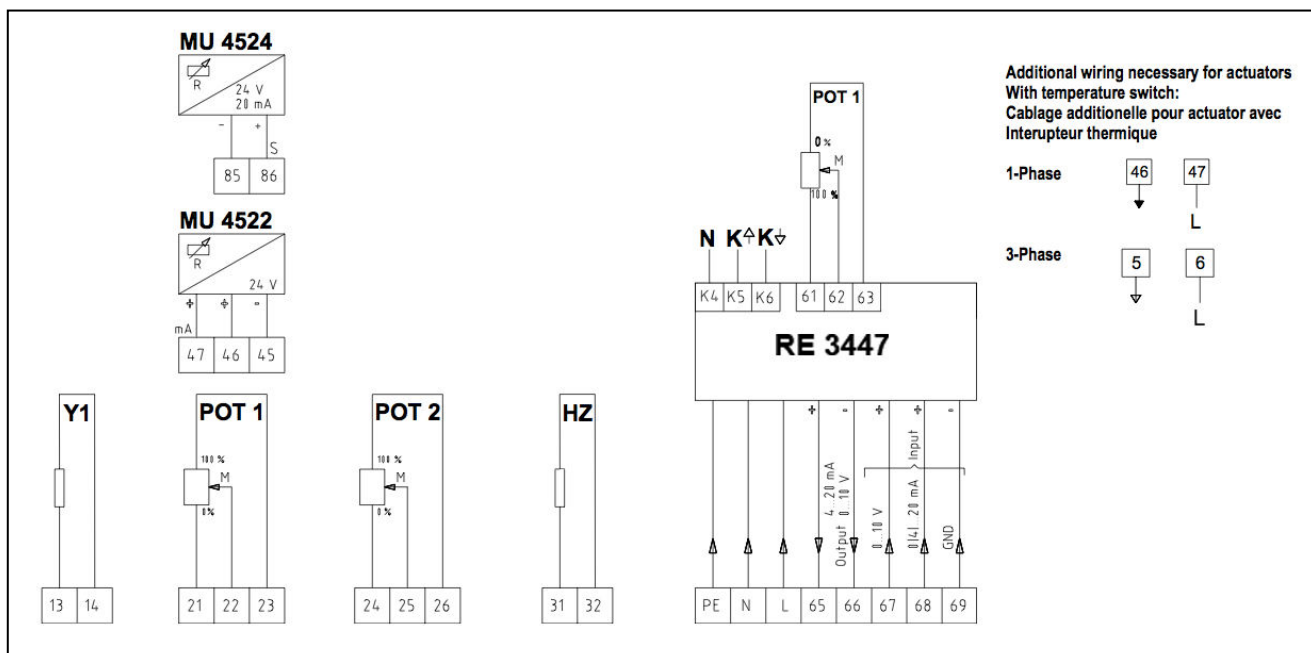 MU 4524
R
24 V
20 mA
- +
S
85 86
MU 4522
R
24 V
+ + -
mA
47 46 45
Y1
13 14
POT 1
100 %
M
0%
21 22 23
POT 2
100 %
M
0%
24 25 26
HZ
31 32
POT 1
0%
M
100 %
N K K
K4 K5 K6 61 62 63
RE 3447
+ - + + -
4...20 mA
Output 0...10 V
0...10 V
0(4)...20 mA Input
GND
PE N L 65 66 67 68 69
Additional wiring necessary for actuators
With temperature switch:
Cablage additionelle pour actuator avec
Interupteur thermique
1-Phase 46 47
L
3-Phase 5 6
L